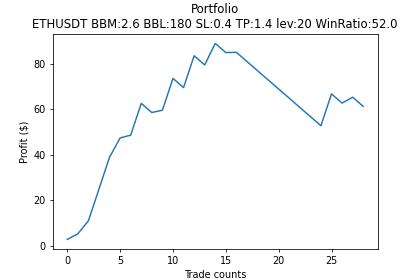 Portfolio
ETHUSDT BBM:2.6 BBL:180 SL:0.4 TP:1.4 lev:20 WinRatio:52.0
80
60
40
20
0
Profit ($)
0 5 10 15 20 25
Trade counts